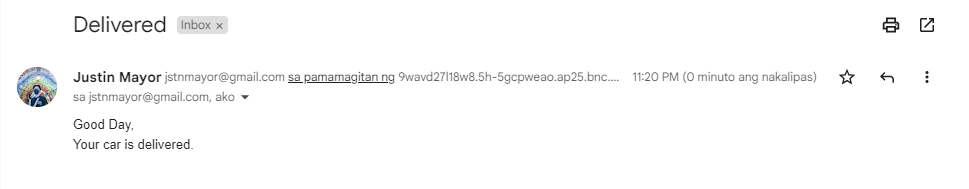 Delivered Inbox ×
Justin Mayor jstnmayor@gmail.com sa pamamagitan ng 9wavd27l18w8.5h-5gcpweao.ap25.bnc.... 11:20 PM (0 minuto ang nakalipas)
sa jstnmayor@gmail.com, ako
Good Day,
Your car is delivered.